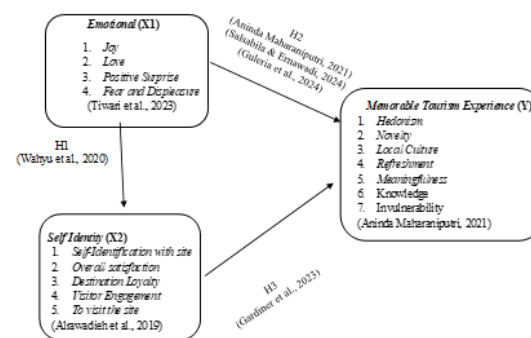 Emotional (X1)
1. Joy
2. Love
3. Positive Surprise
4. Fear and Displeasure
(Tiwari et al., 2023)
H2
(Aninda Maharaniputri, 2021)
(Salsabila & Ernawadi, 2024)
(Guleria et al., 2024)
Memorable Tourism Experience (Y)
1. Hedonism
2. Novelty
3. Local Culture
4. Refreshment
5. Meaningfulness
6. Knowledge
7. Invulnerability
(Aninda Maharaniputri, 2021)
H1
(Wahyu et al., 2020)
Self Identity (X2)
1. Self-Identification with site
2. Overall satisfaction
3. Destination Loyalty
4. Visitor Engagement
5. To visit the site
(Alrawadieh et al., 2019)
H3
(Gardiner et al., 2023)